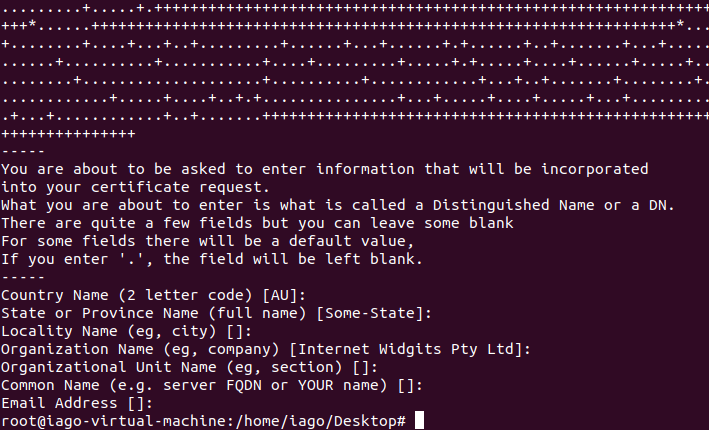 .........+.....+.+++++++++++++++++++++++++++++++++++++++++++++++++++++++++++++++++++
+++*......+++++++++++++++++++++++++++++++++++++++++++++++++++++++++++++++++*...
+........+....+...+..+..........+......+...+......+.+......+..+........+...+....
......+...........+...........+....+.......+.....+.+.....+....+......+.....+..
.........+......................+...........+.............+...+..+.......+........+.
.............+......+....+..+.+.................+...+......+....+......+...+.......
.+...+.............+..+.......++++++++++++++++++++++++++++++++++++++++++++++++++++++
+++++++++++++++
-----
You are about to be asked to enter information that will be incorporated
into your certificate request.
What you are about to enter is what is called a Distinguished Name or a DN.
There are quite a few fields but you can leave some blank
For some fields there will be a default value,
If you enter '.', the field will be left blank.
-----
Country Name (2 letter code) [AU]:
State or Province Name (full name) [Some-State]:
Locality Name (eg, city) []:
Organization Name (eg, company) [Internet Widgits Pty Ltd]:
Organizational Unit Name (eg, section) []:
Common Name (e.g. server FQDN or YOUR name) []:
Email Address []:
root@iago-virtual-machine:/home/iago/Desktop#